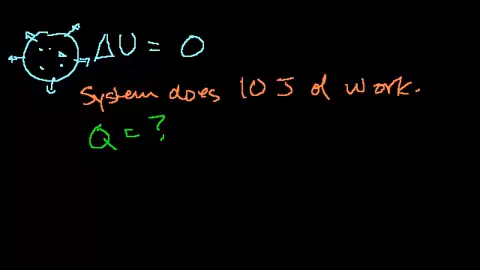 ΔU = 0
System does 10 J of work.
Q = ?